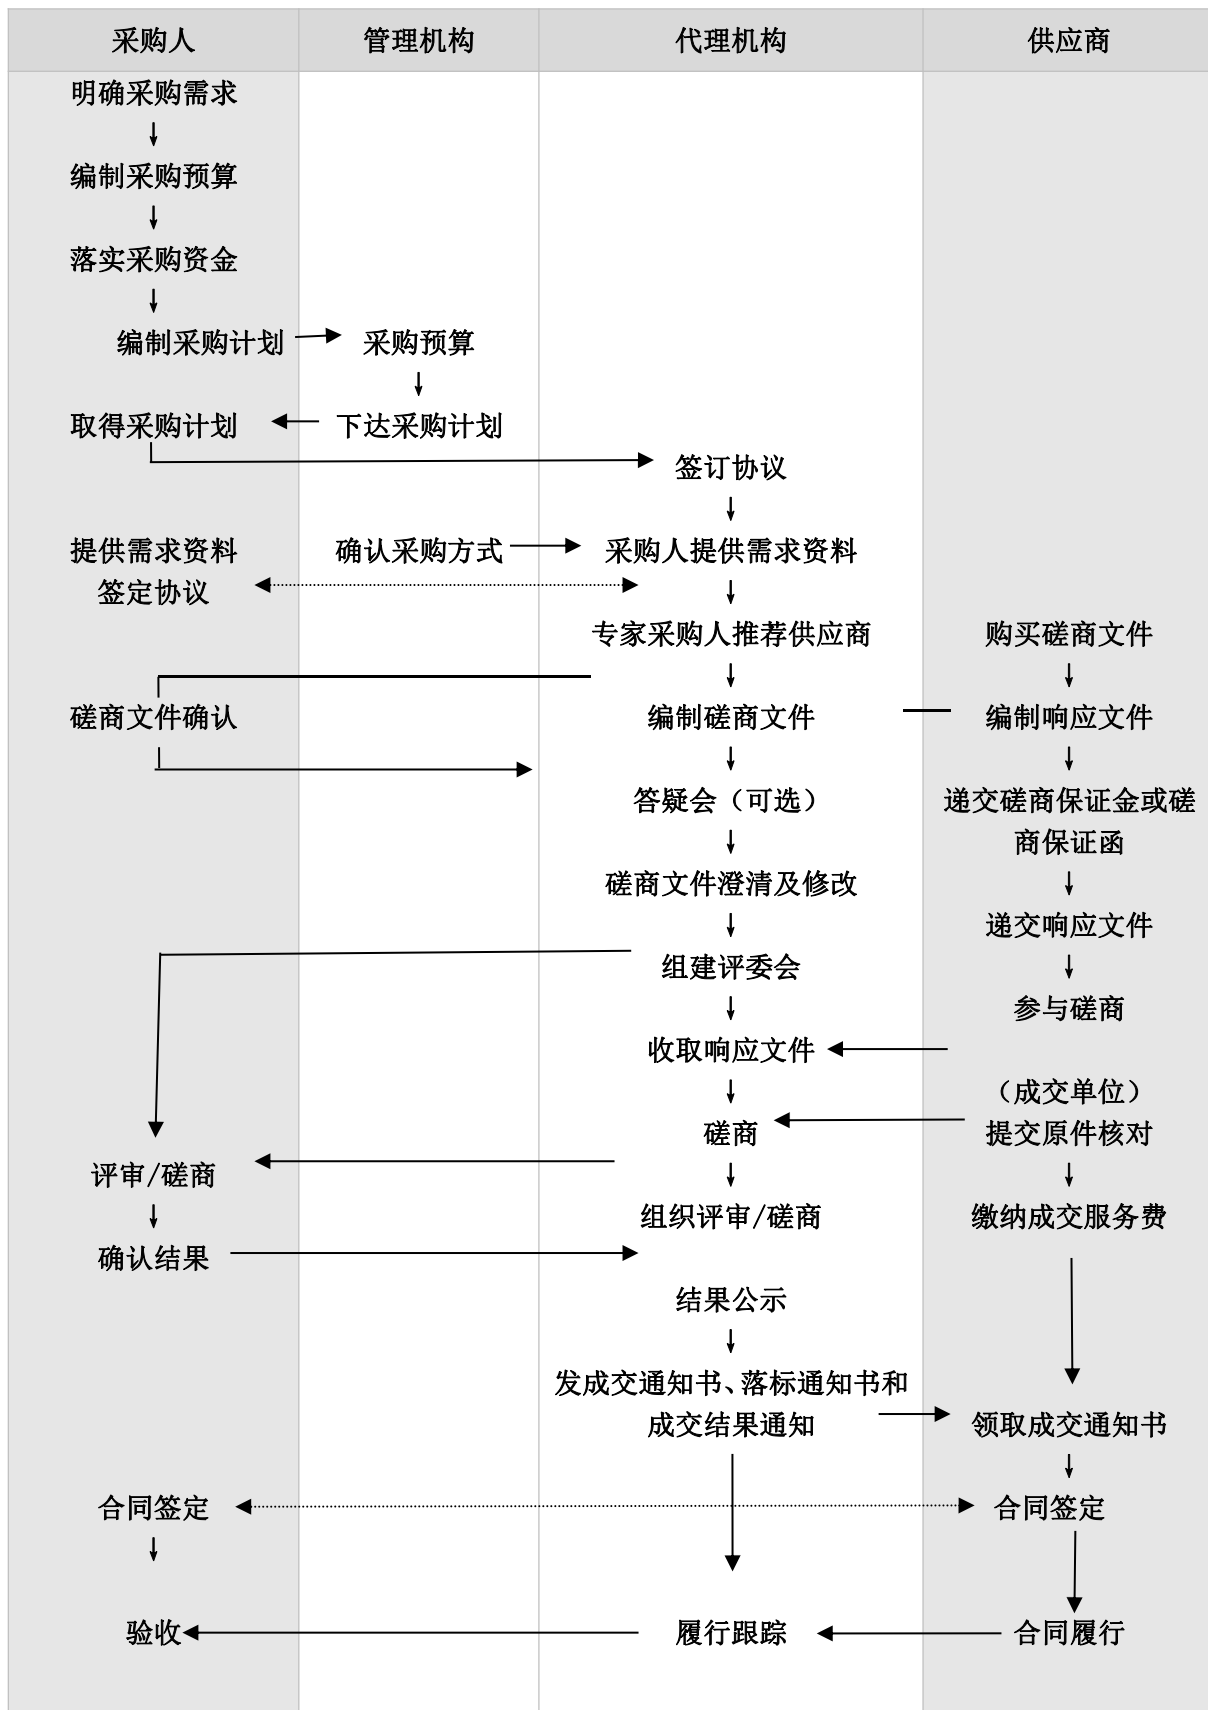 采购人 管理机构 代理机构 供应商
明确采购需求
编制采购预算
落实采购资金
编制采购计划 采购预算
取得采购计划 下达采购计划
签订协议
提供需求资料 确认采购方式 采购人提供需求资料
签定协议
专家采购人推荐供应商 购买磋商文件
磋商文件确认 编制磋商文件 编制响应文件
答疑会（可选） 递交磋商保证金或磋
商保证函
磋商文件澄清及修改
递交响应文件
组建评委会
参与磋商
收取响应文件
（成交单位）
磋商 提交原件核对
评审/磋商
组织评审/磋商 缴纳成交服务费
确认结果
结果公示
发成交通知书、落标通知书和
成交结果通知 领取成交通知书
合同签定 合同签定
验收 履行跟踪 合同履行